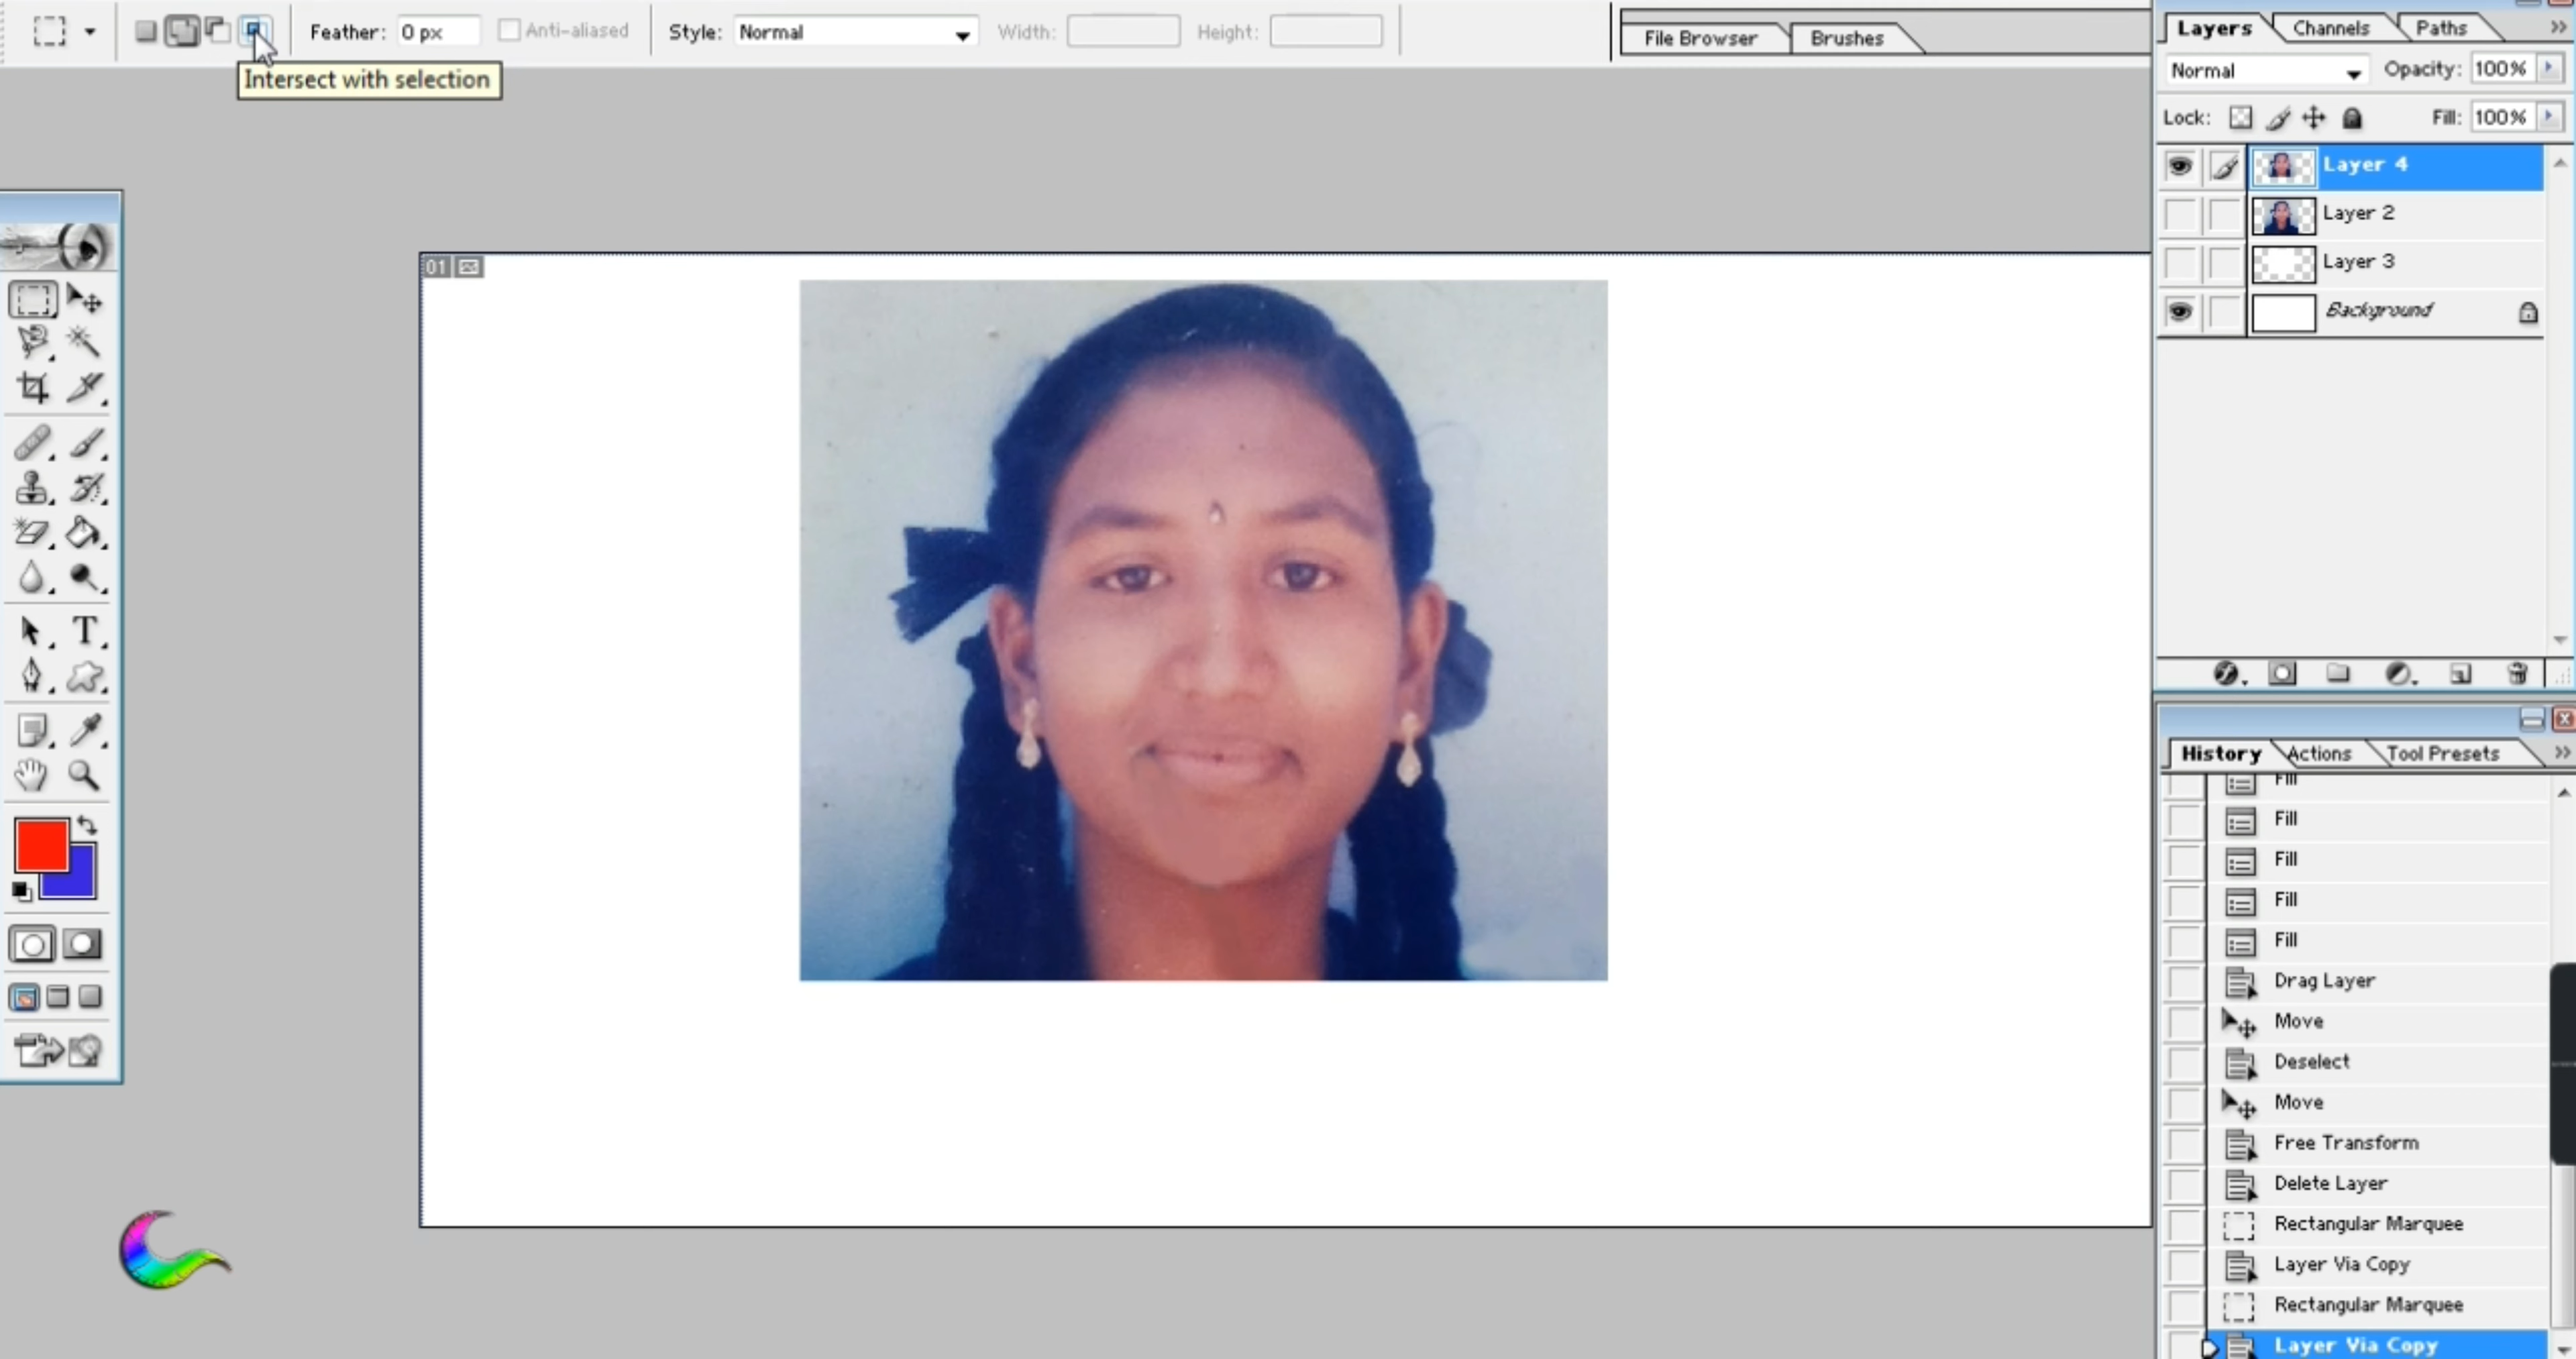 Feather: 0 px Anti-aliased Style: Normal Width: Height: File Browser Brushes
Intersect with selection
Layers Channels Paths
Normal Opacity: 100%
Lock: Fill: 100%
Layer 4
Layer 2
Layer 3
Background
01
T
History Actions Tool Presets
Fill
Fill
Fill
Fill
Fill
Drag Layer
Move
Deselect
Move
Free Transform
Delete Layer
Rectangular Marquee
Layer Via Copy
Rectangular Marquee
Layer Via Copy